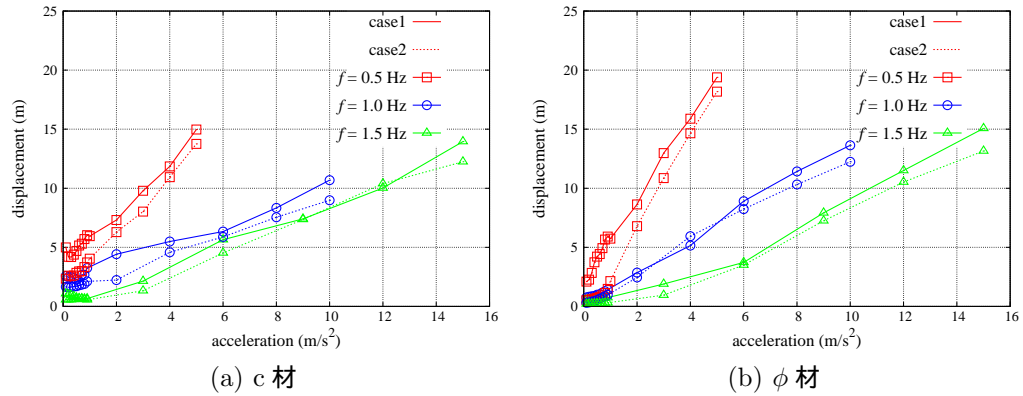 25
20
15
10
5
0
displacement (m)
0 2 4 6 8 10 12 14 16
acceleration (m/s²)
case1
case2
f = 0.5 Hz
f = 1.0 Hz
f = 1.5 Hz
(a) c 材
25
20
15
10
5
0
displacement (m)
0 2 4 6 8 10 12 14 16
acceleration (m/s²)
case1
case2
f = 0.5 Hz
f = 1.0 Hz
f = 1.5 Hz
(b) ϕ 材